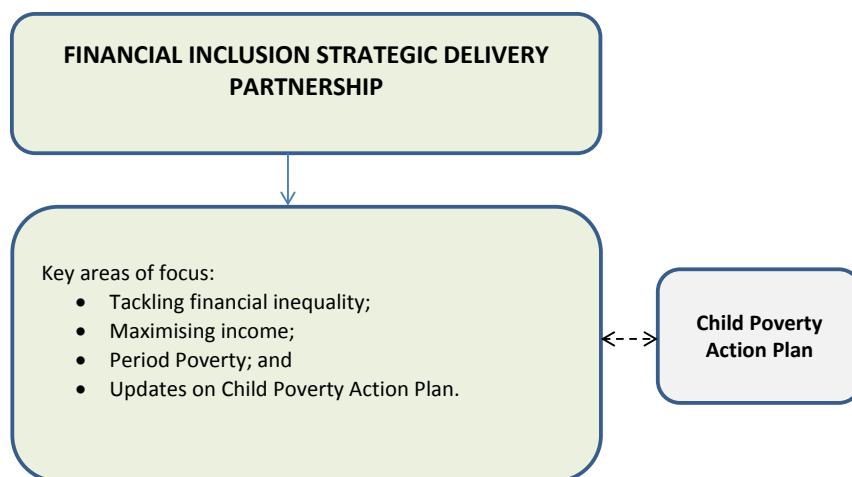 FINANCIAL INCLUSION STRATEGIC DELIVERY
PARTNERSHIP
Key areas of focus:
• Tackling financial inequality;
• Maximising income;
• Period Poverty; and
• Updates on Child Poverty Action Plan.
Child Poverty
Action Plan